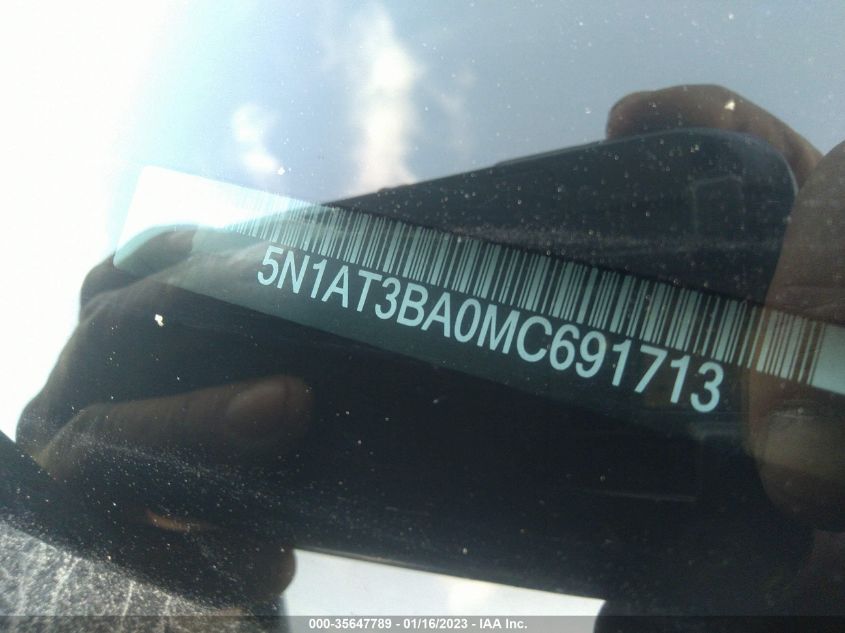 5N1AT3BA0MC691713
000-35647789 - 01/16/2023 - IAA Inc.